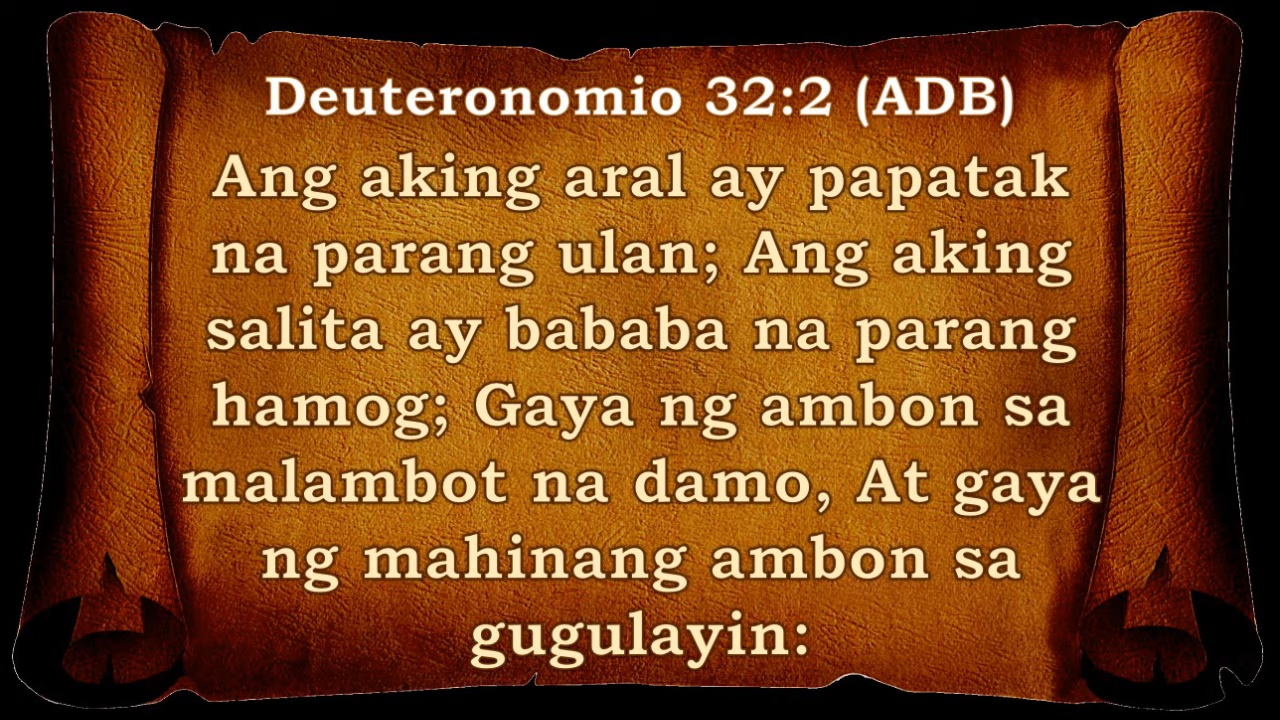 Deuteronomio 32:2 (ADB)
Ang aking aral ay papatak
na parang ulan; Ang aking
salita ay bababa na parang
hamog; Gaya ng ambon sa
malambot na damo, At gaya
ng mahinang ambon sa
gugulayin: